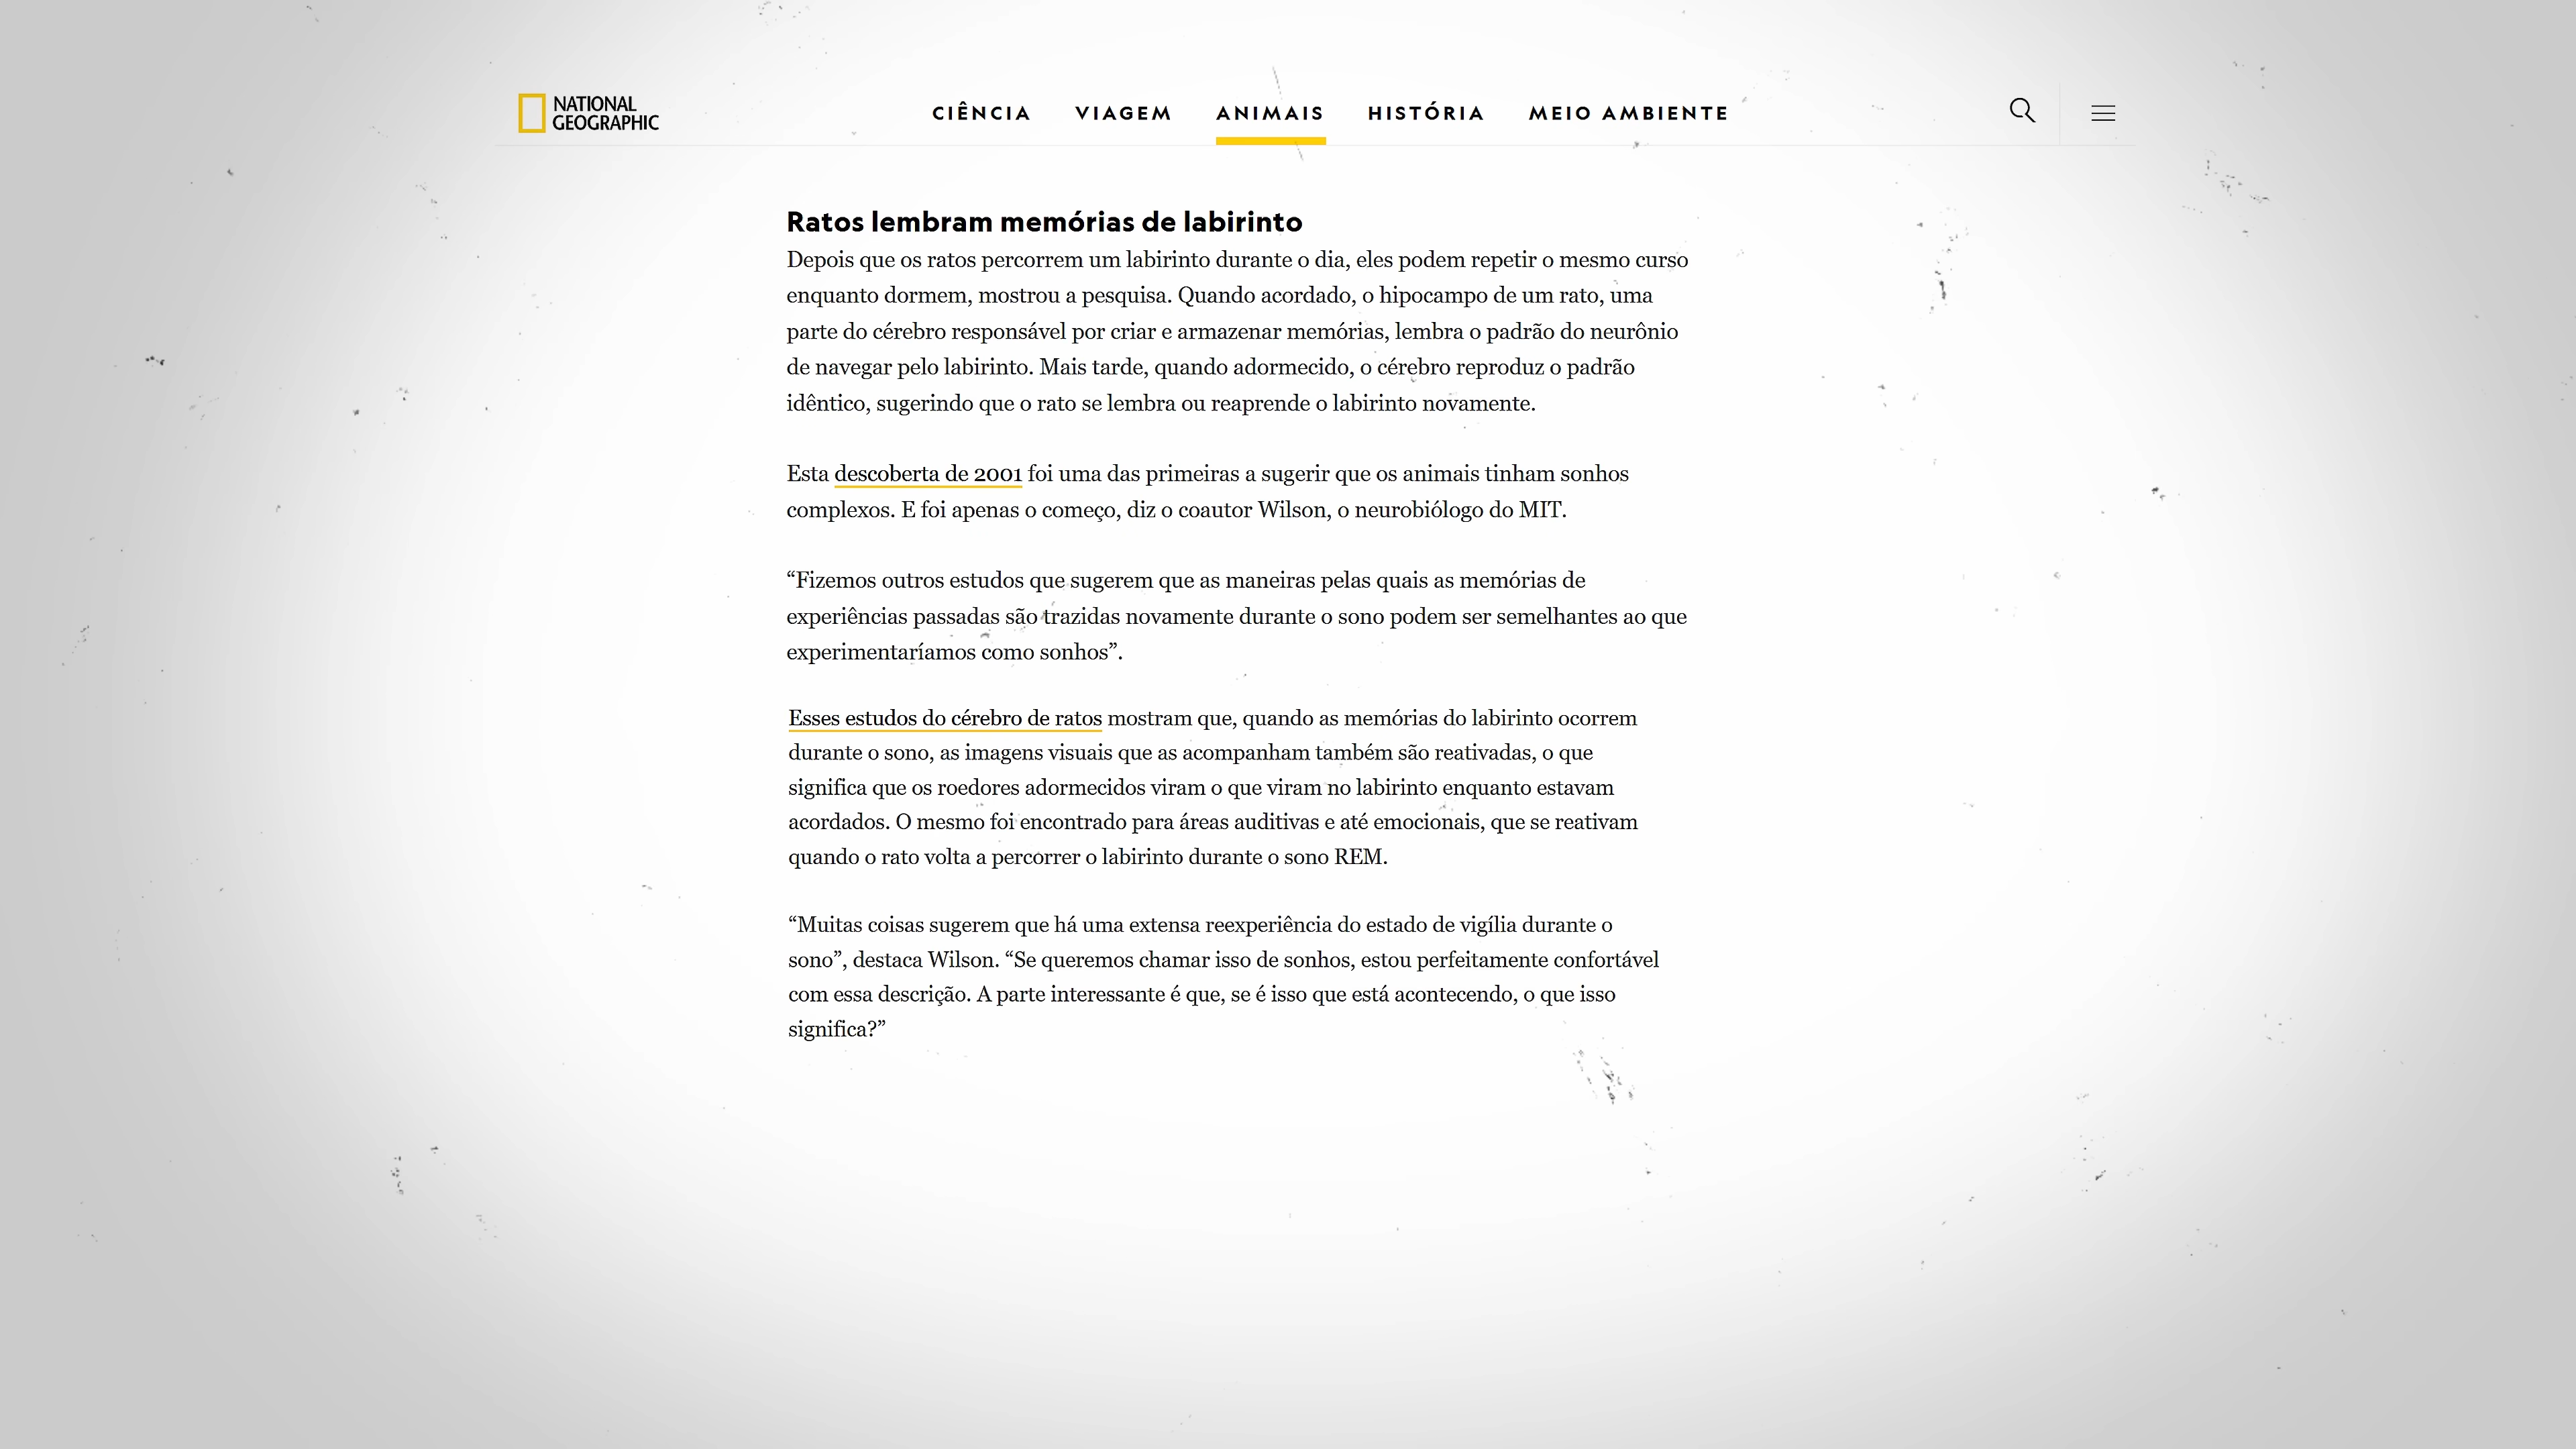 NATIONAL
GEOGRAPHIC
CIÊNCIA VIAGEM ANIMAIS HISTÓRIA MEIO AMBIENTE
Ratos lembram memórias de labirinto
Depois que os ratos percorrem um labirinto durante o dia, eles podem repetir o mesmo curso
enquanto dormem, mostrou a pesquisa. Quando acordado, o hipocampo de um rato, uma
parte do cérebro responsável por criar e armazenar memórias, lembra o padrão do neurônio
de navegar pelo labirinto. Mais tarde, quando adormecido, o cérebro reproduz o padrão
idêntico, sugerindo que o rato se lembra ou reaprende o labirinto novamente.
Esta descoberta de 2001 foi uma das primeiras a sugerir que os animais tinham sonhos
complexos. E foi apenas o começo, diz o coautor Wilson, o neurobiólogo do MIT.
“Fizemos outros estudos que sugerem que as maneiras pelas quais as memórias de
experiências passadas são trazidas novamente durante o sono podem ser semelhantes ao que
experimentaríamos como sonhos”.
Esses estudos do cérebro de ratos mostram que, quando as memórias do labirinto ocorrem
durante o sono, as imagens visuais que as acompanham também são reativadas, o que
significa que os roedores adormecidos viram o que viram no labirinto enquanto estavam
acordados. O mesmo foi encontrado para áreas auditivas e até emocionais, que se reativam
quando o rato volta a percorrer o labirinto durante o sono REM.
“Muitas coisas sugerem que há uma extensa reexperiência do estado de vigília durante o
sono”, destaca Wilson. “Se queremos chamar isso de sonhos, estou perfeitamente confortável
com essa descrição. A parte interessante é que, se é isso que está acontecendo, o que isso
significa?”